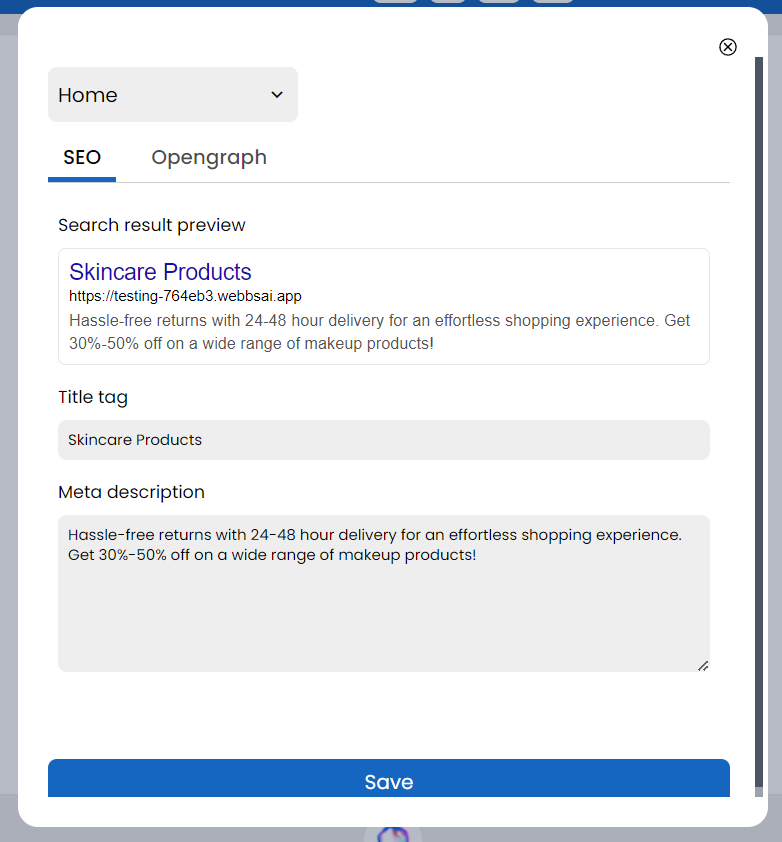 Home
SEO Opengraph
Search result preview
Skincare Products
https://testing-764eb3.webbsai.app
Hassle-free returns with 24-48 hour delivery for an effortless shopping experience. Get
30%-50% off on a wide range of makeup products!
Title tag
Skincare Products
Meta description
Hassle-free returns with 24-48 hour delivery for an effortless shopping experience.
Get 30%-50% off on a wide range of makeup products!
Save